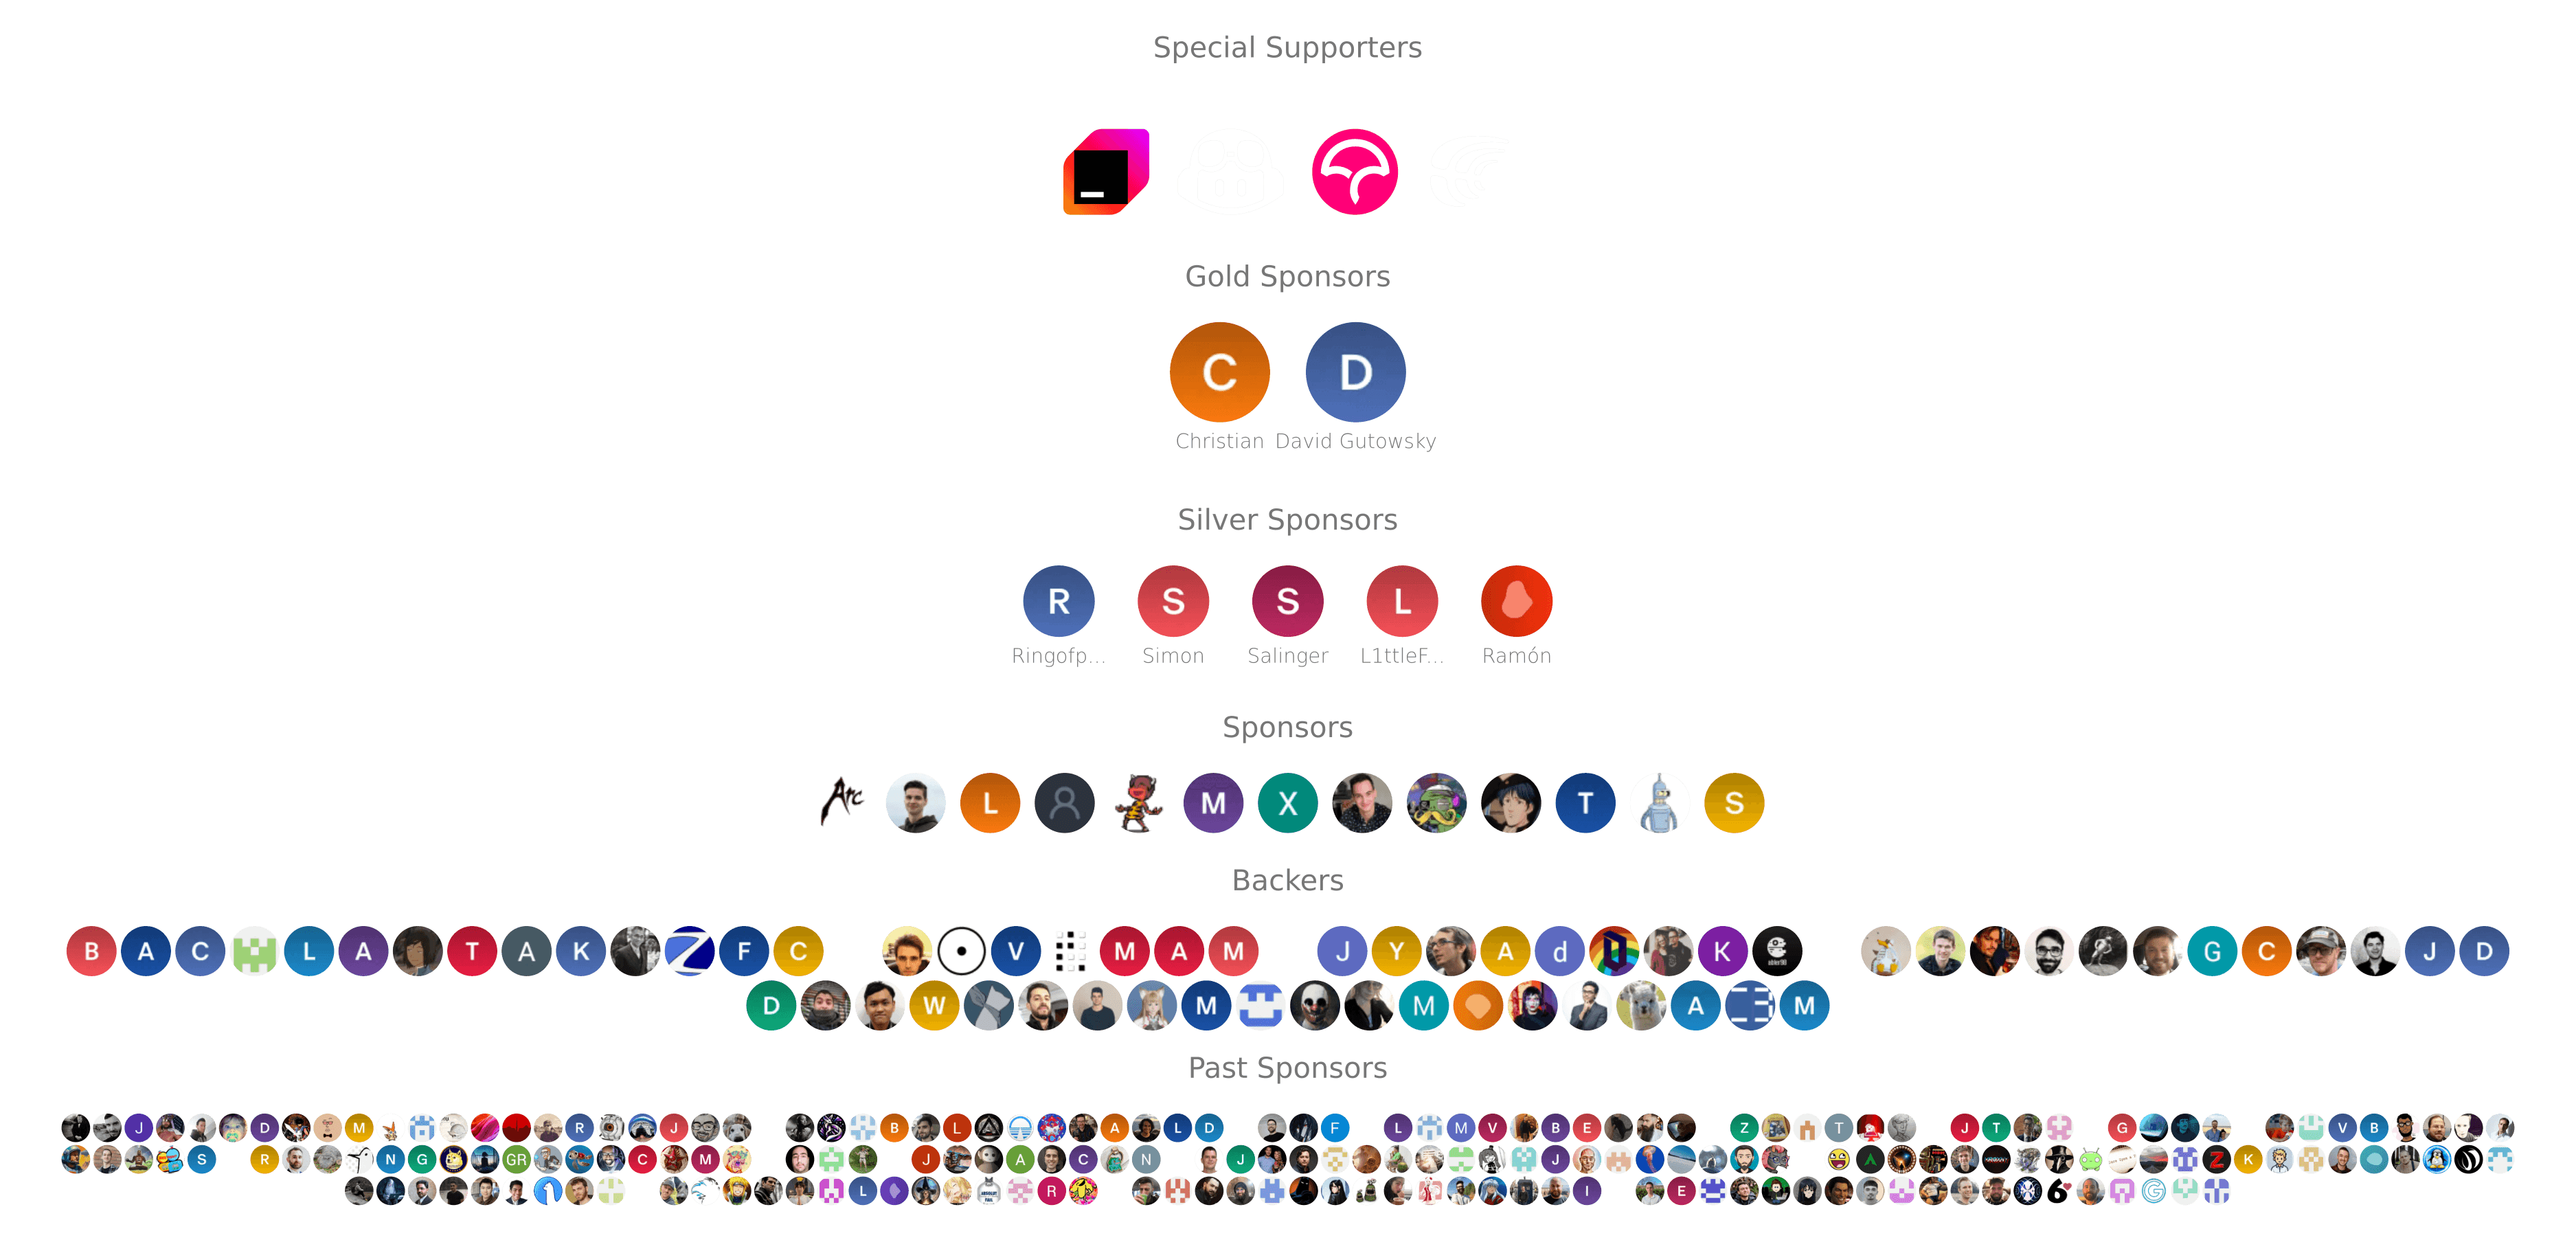 Special Supporters
Gold Sponsors
C D
Christian David Gutowsky
Silver Sponsors
R S S L
Ringofp... Simon Salinger L1ttleF... Ramón
Sponsors
Arc L M X T S
Backers
B A C L A T A K F C V M A M J Y A d K G C J D
D W M M A M
Past Sponsors
J D M R J B L A L D F L M V B E Z T J T G V B
S R N G GR C M J A C N J J A Z K
L R I E 6 G